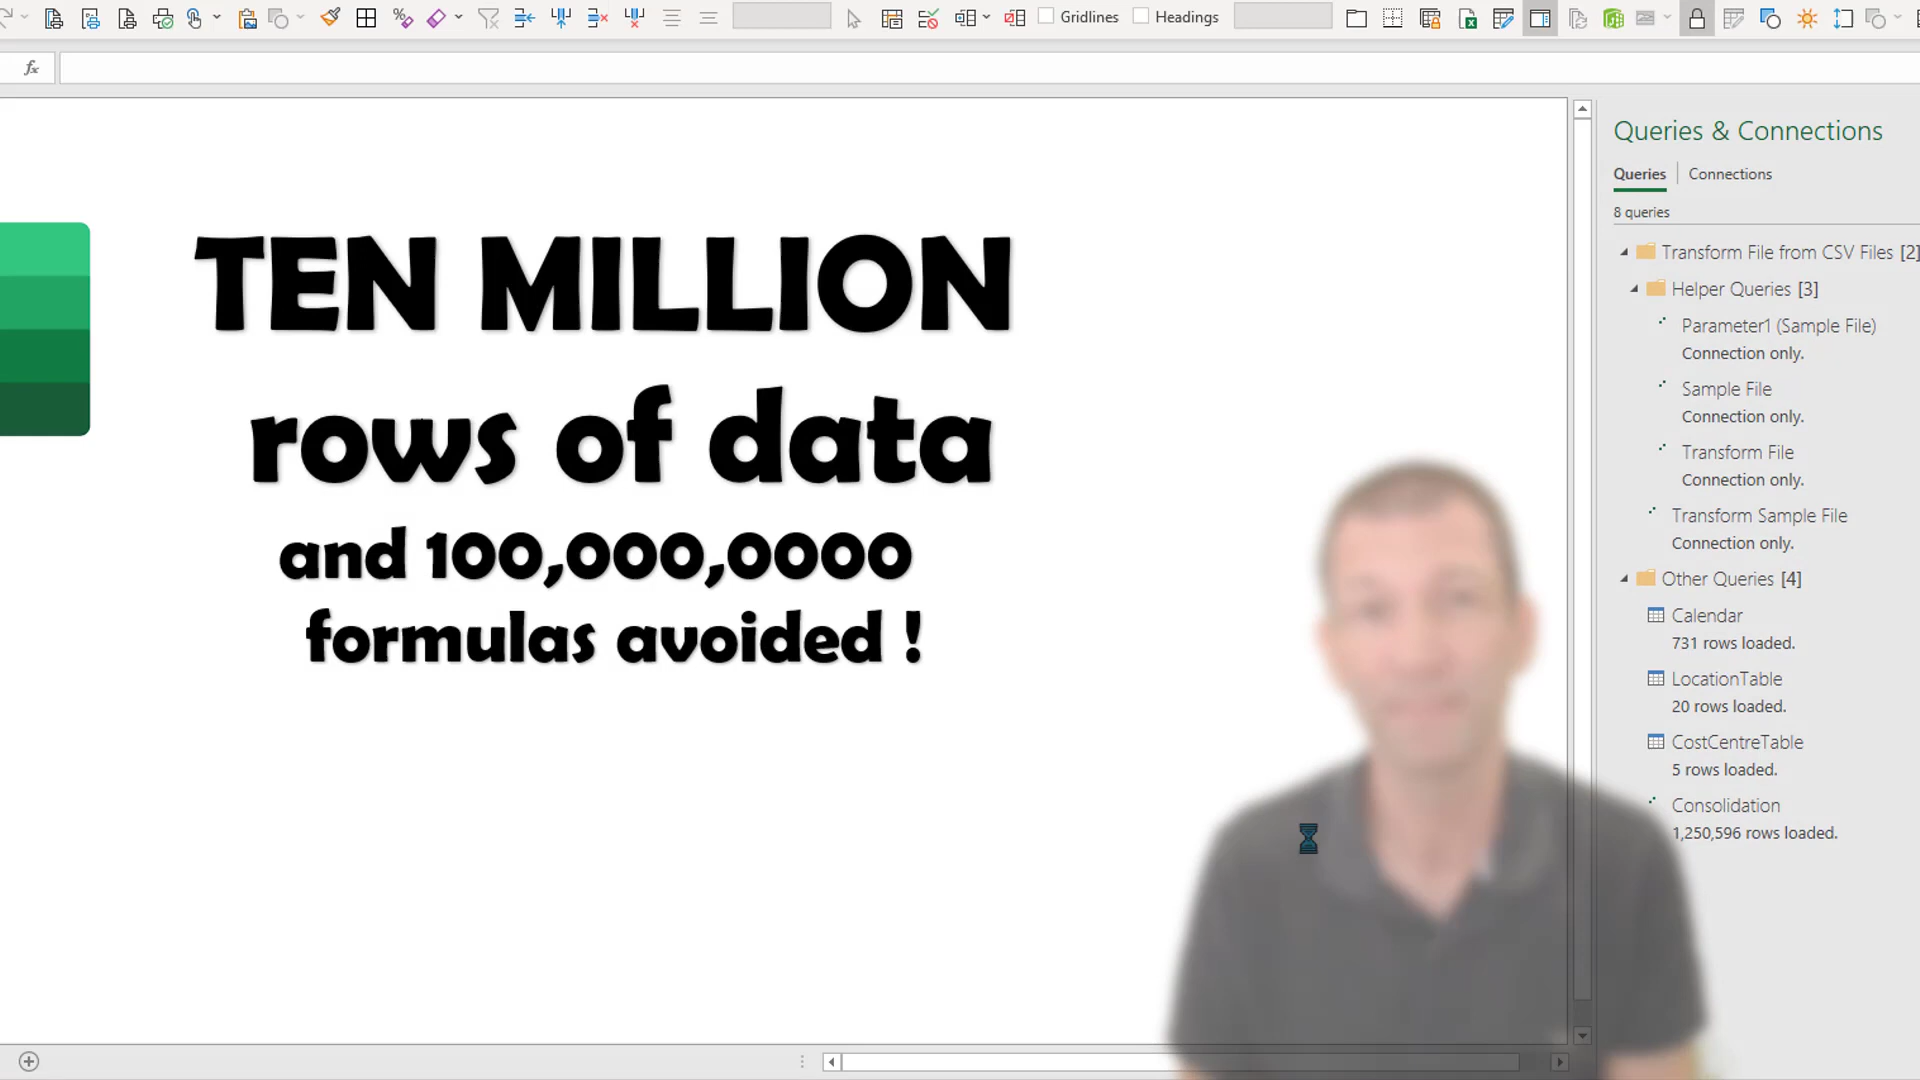 Gridlines
Headings
fx
TEN MILLION
rows of data
and 100,000,0000
formulas avoided !
Queries & Connections
Queries
Connections
8 queries
Transform File from CSV Files [2]
Helper Queries [3]
Parameter1 (Sample File)
Connection only.
Sample File
Connection only.
Transform File
Connection only.
Transform Sample File
Connection only.
Other Queries [4]
Calendar
731 rows loaded.
LocationTable
20 rows loaded.
CostCentreTable
5 rows loaded.
Consolidation
1,250,596 rows loaded.